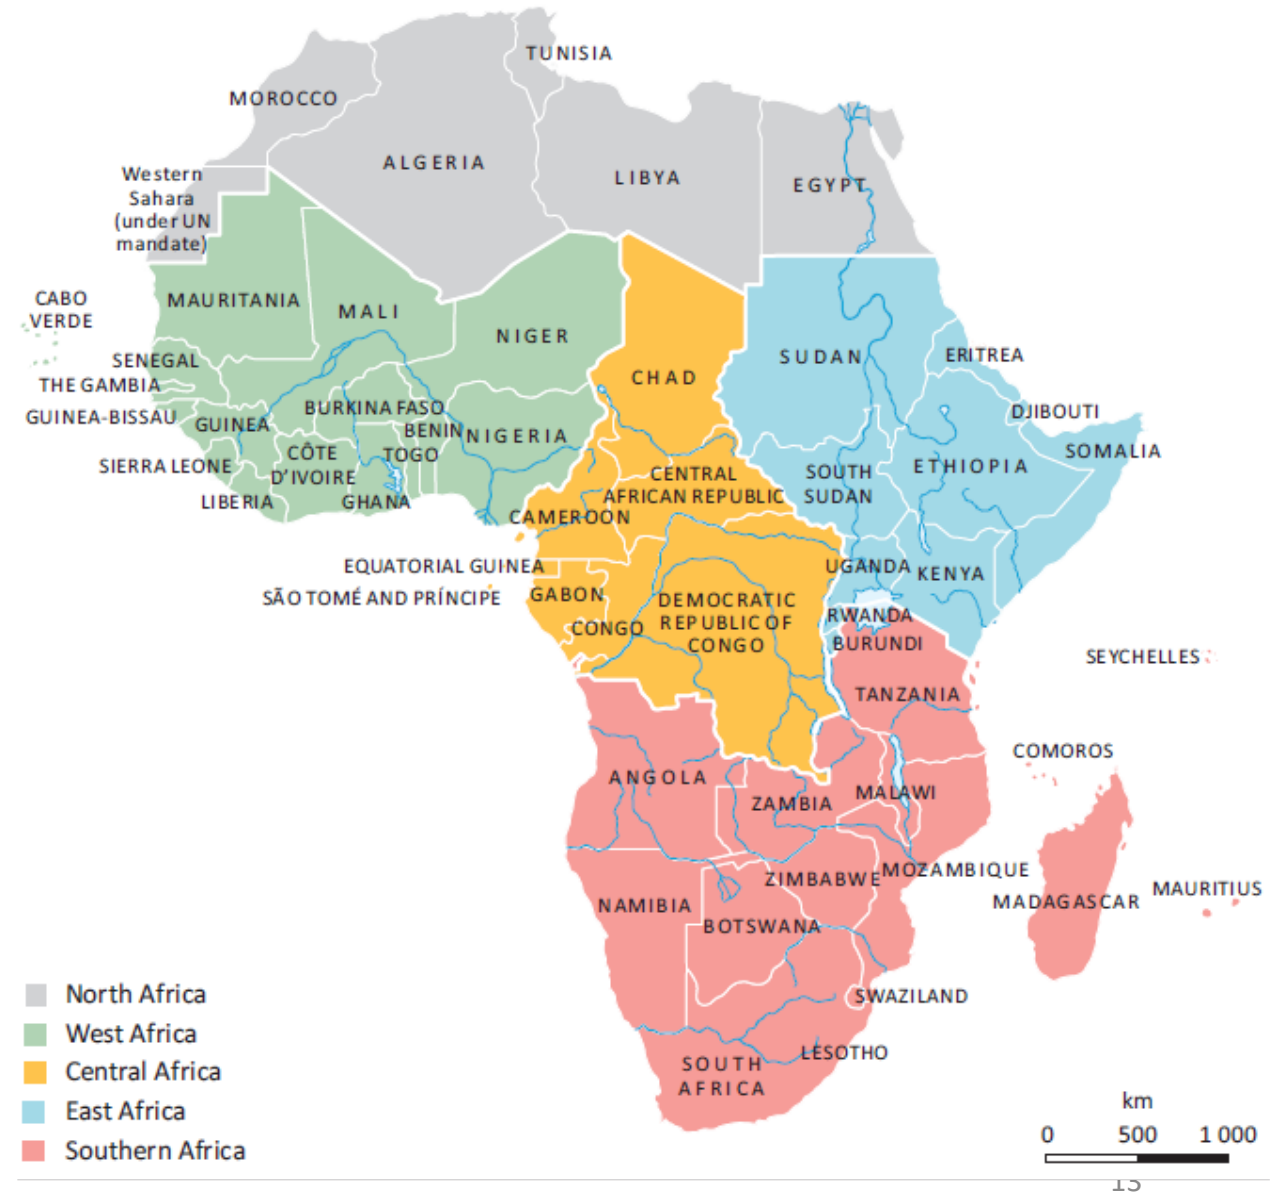 TUNISIA
MOROCCO
ALGERIA
LIBYA
EGYPT
Western
Sahara
(under UN
mandate)
CABO
VERDE
MAURITANIA
MALI
NIGER
CHAD
SUDAN
ERITREA
SENEGAL
THE GAMBIA
GUINEA-BISSAU
GUINEA
BURKINA FASO
BENIN
NIGERIA
DJIBOUTI
SOMALIA
SIERRA LEONE
CÔTE
D'IVOIRE
TOGO
LIBERIA
GHANA
CENTRAL
AFRICAN REPUBLIC
SOUTH
SUDAN
ETHIOPIA
CAMEROON
EQUATORIAL GUINEA
SÃO TOMÉ AND PRÍNCIPE
GABON
CONGO
DEMOCRATIC
REPUBLIC OF
CONGO
UGANDA
KENYA
RWANDA
BURUNDI
SEYCHELLES
TANZANIA
COMOROS
ANGOLA
ZAMBIA
MALAWI
MOZAMBIQUE
ZIMBABWE
MADAGASCAR
MAURITIUS
NAMIBIA
BOTSWANA
SWAZILAND
LESOTHO
SOUTH
AFRICA
North Africa
West Africa
Central Africa
East Africa
Southern Africa
km
0 500 1 000